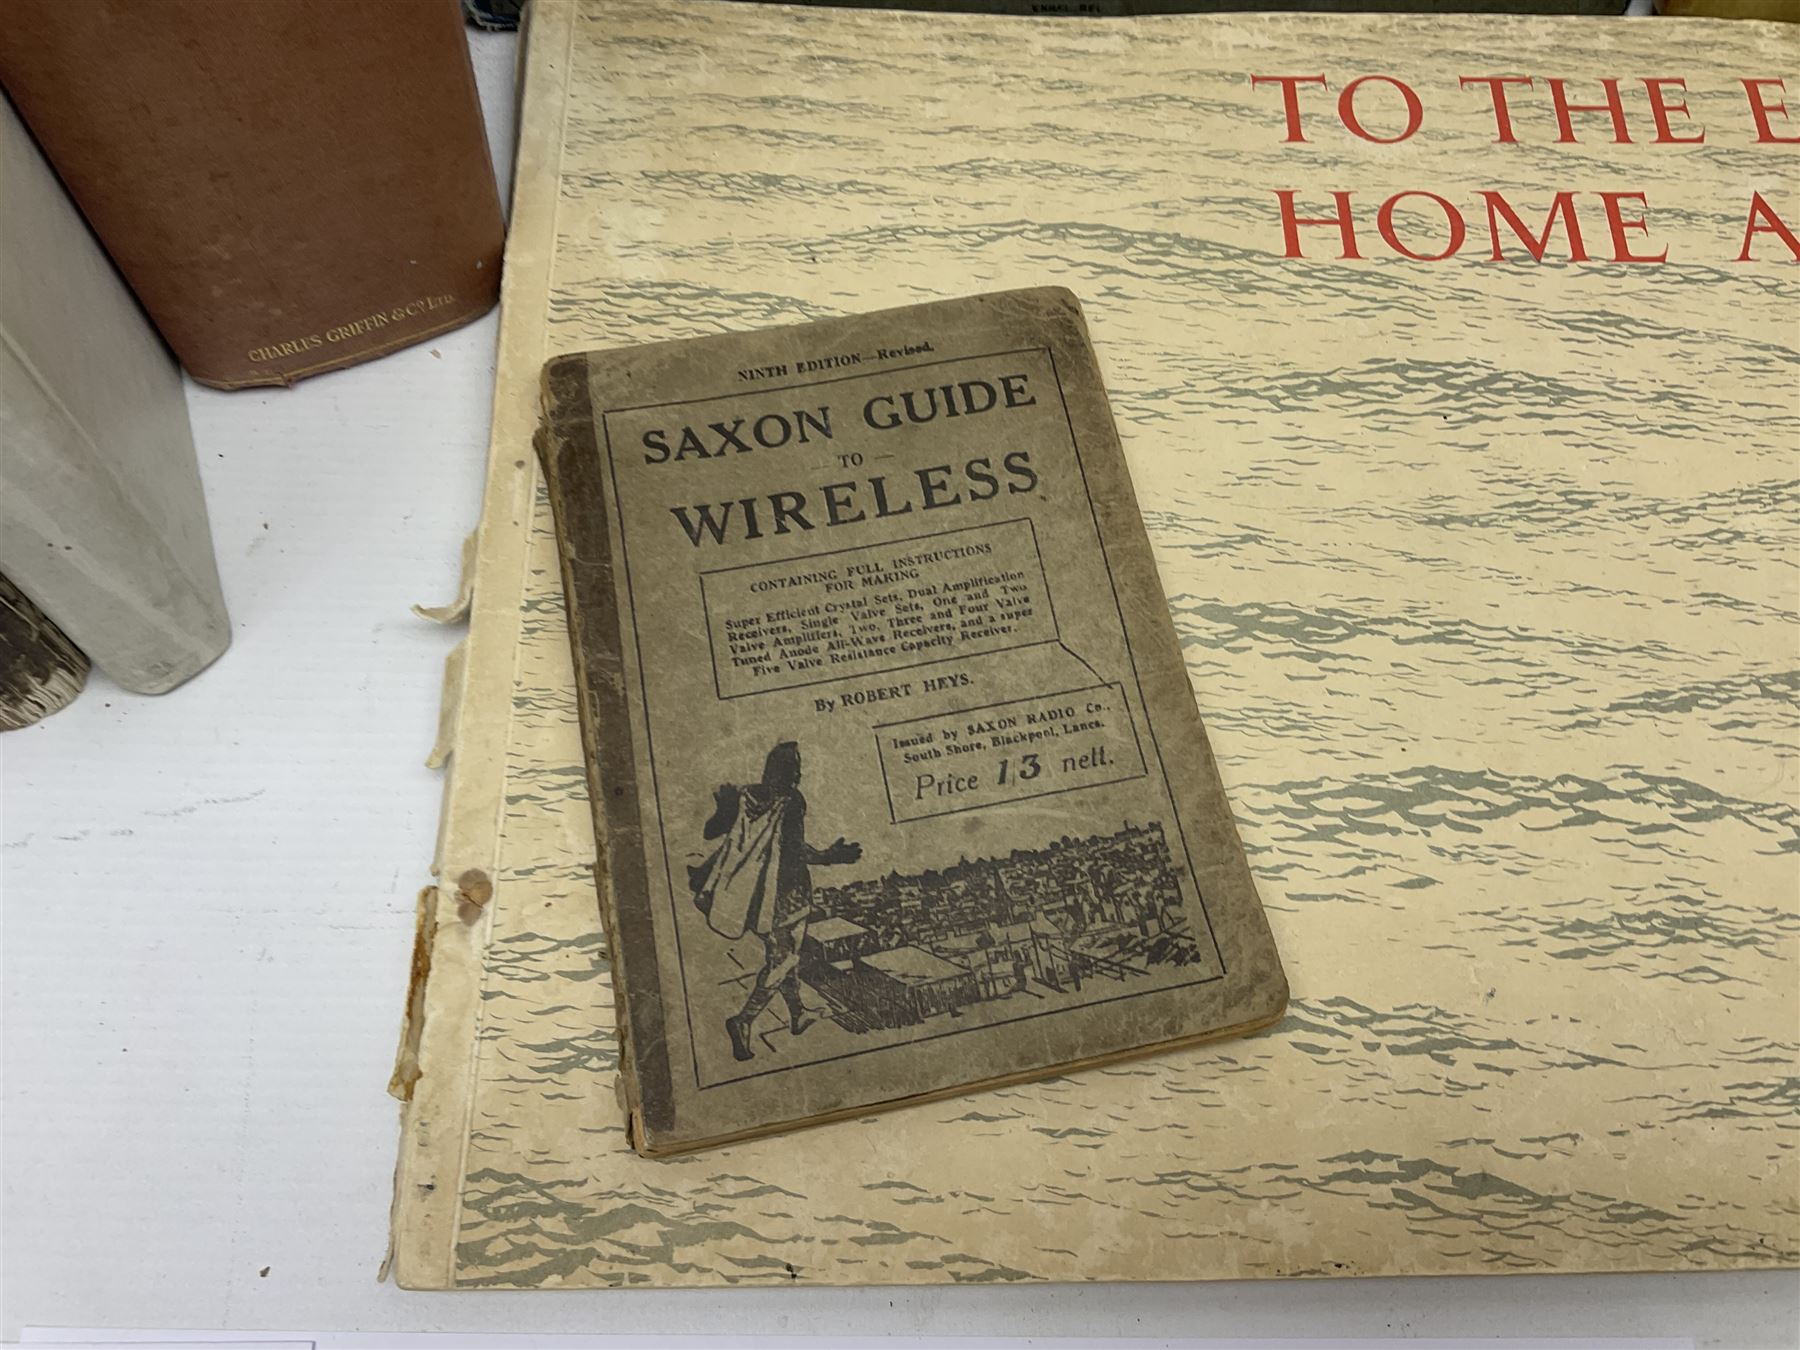 TO THE E
HOME A
CHARLES GRIFFIN & CO. LTD.
NINTH EDITION—Revised.
SAXON GUIDE
— TO —
WIRELESS
CONTAINING FULL INSTRUCTIONS
FOR MAKING
Super Efficient Crystal Sets, Dual Amplification
Receivers, Single Valve Sets, One and Two
Valve Amplifiers, Two, Three and Four Valve
Tuned Anode All-Wave Receivers, and a super
Five Valve Resistance Capacity Receiver.
By ROBERT HEYS.
Issued by SAXON RADIO Co.,
South Shore, Blackpool, Lancs.
Price 1/3 nett.